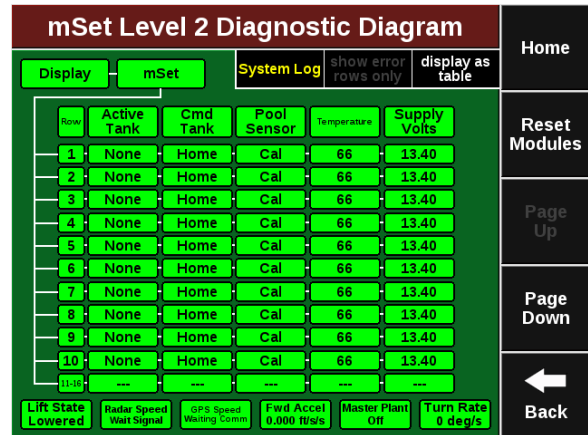 mSet Level 2 Diagnostic Diagram
Home
Display mSet System Log show error rows only display as table
Reset Modules
Row Active Tank Cmd Tank Pool Sensor Temperature Supply Volts
1 None Home Cal 66 13.40
2 None Home Cal 66 13.40
3 None Home Cal 66 13.40
Page Up
4 None Home Cal 66 13.40
5 None Home Cal 66 13.40
6 None Home Cal 66 13.40
7 None Home Cal 66 13.40
Page Down
8 None Home Cal 66 13.40
9 None Home Cal 66 13.40
10 None Home Cal 66 13.40
11-16 --- --- --- --- ---
Lift State Lowered Radar Speed Wait Signal GPS Speed Waiting Comm Fwd Accel 0.000 ft/s/s Master Plant Off Turn Rate 0 deg/s
Back